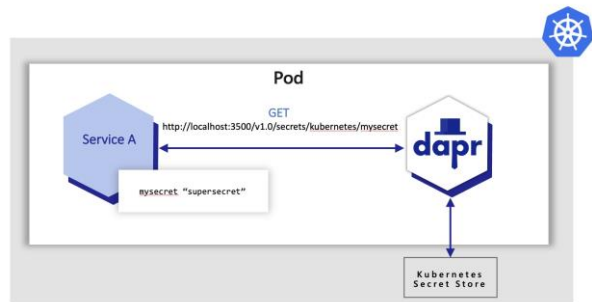 Pod
GET
http://localhost:3500/v1.0/secrets/kubernetes/mysecret
Service A
dapr
mysecret "supersecret"
Kubernetes
Secret Store